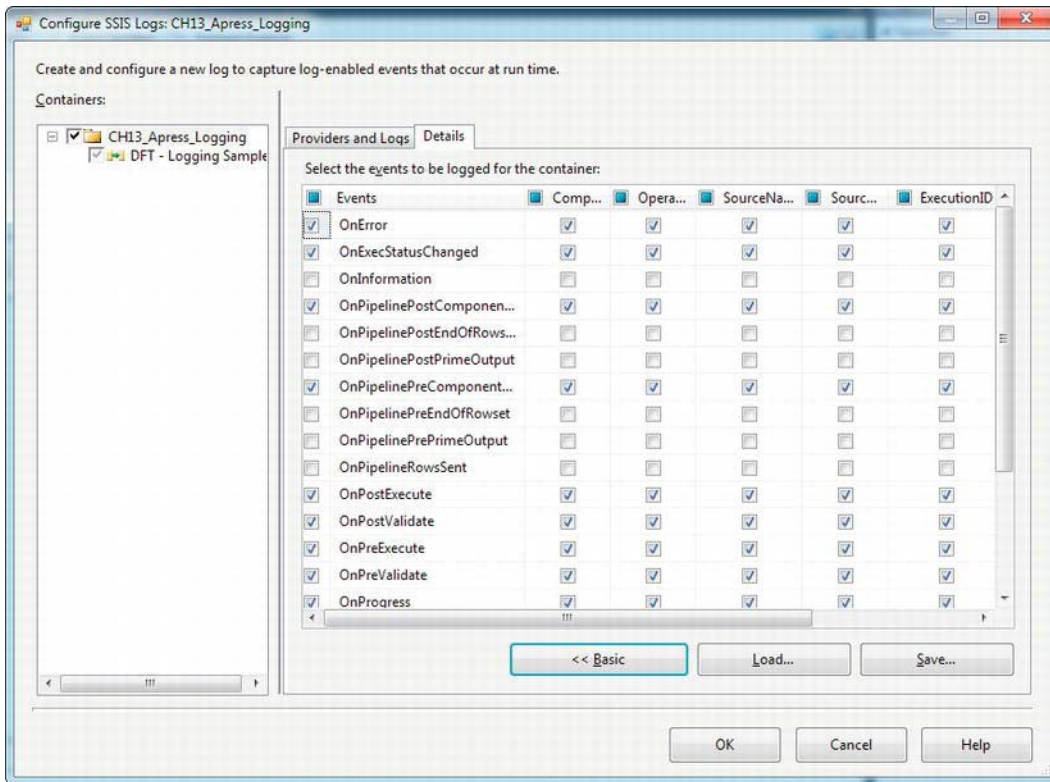 Configure SSIS Logs: CH13_Apress_Logging
Create and configure a new log to capture log-enabled events that occur at run time.
Containers:
CH13_Apress_Logging
DFT - Logging Sample
Providers and Logs Details
Select the events to be logged for the container:
Events Comp... Opera... SourceNa... Sourc... ExecutionID
OnError
OnExecStatusChanged
OnInformation
OnPipelinePostComponen...
OnPipelinePostEndOfRows...
OnPipelinePostPrimeOutput
OnPipelinePreComponent...
OnPipelinePreEndOfRowset
OnPipelinePrePrimeOutput
OnPipelineRowsSent
OnPostExecute
OnPostValidate
OnPreExecute
OnPreValidate
OnProgress
<< Basic Load... Save...
OK Cancel Help